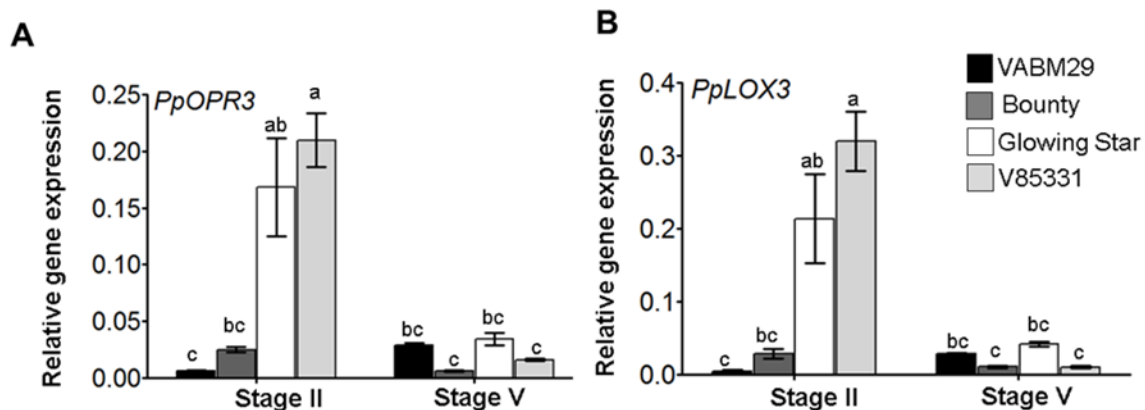 A
PpOPR3
Relative gene expression
0.25
0.20
0.15
0.10
0.05
0.00
c
bc
ab
a
bc
c
bc
c
Stage II
Stage V
B
PpLOX3
Relative gene expression
0.4
0.3
0.2
0.1
0.0
c
bc
ab
a
bc
c
bc
c
Stage II
Stage V
VABM29
Bounty
Glowing Star
V85331